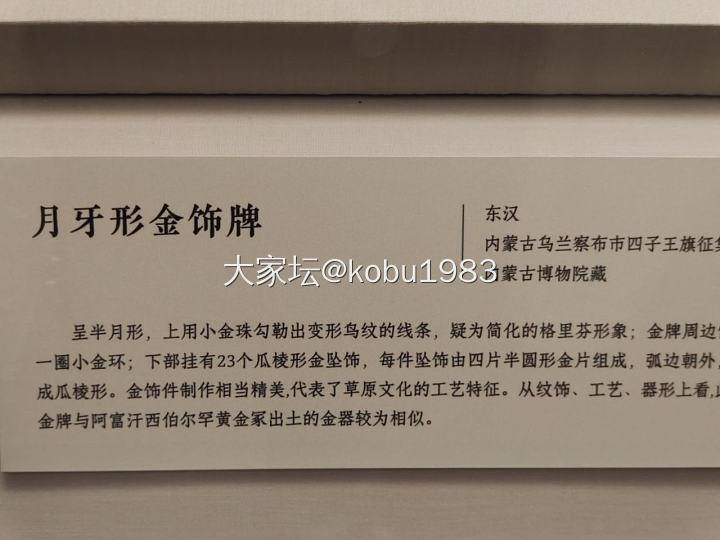 月牙形金饰牌
东汉
内蒙古乌兰察布市四子王旗征集
内蒙古博物院藏
大家坛@kobu1983
呈半月形，上用小金珠勾勒出变形鸟纹的线条，疑为简化的格里芬形象；金牌周边
一圈小金环；下部挂有23个瓜棱形金坠饰，每件坠饰由四片半圆形金片组成，弧边朝外，
成瓜棱形。金饰件制作相当精美,代表了草原文化的工艺特征。从纹饰、工艺、器形上看,
金牌与阿富汗西伯尔罕黄金冢出土的金器较为相似。